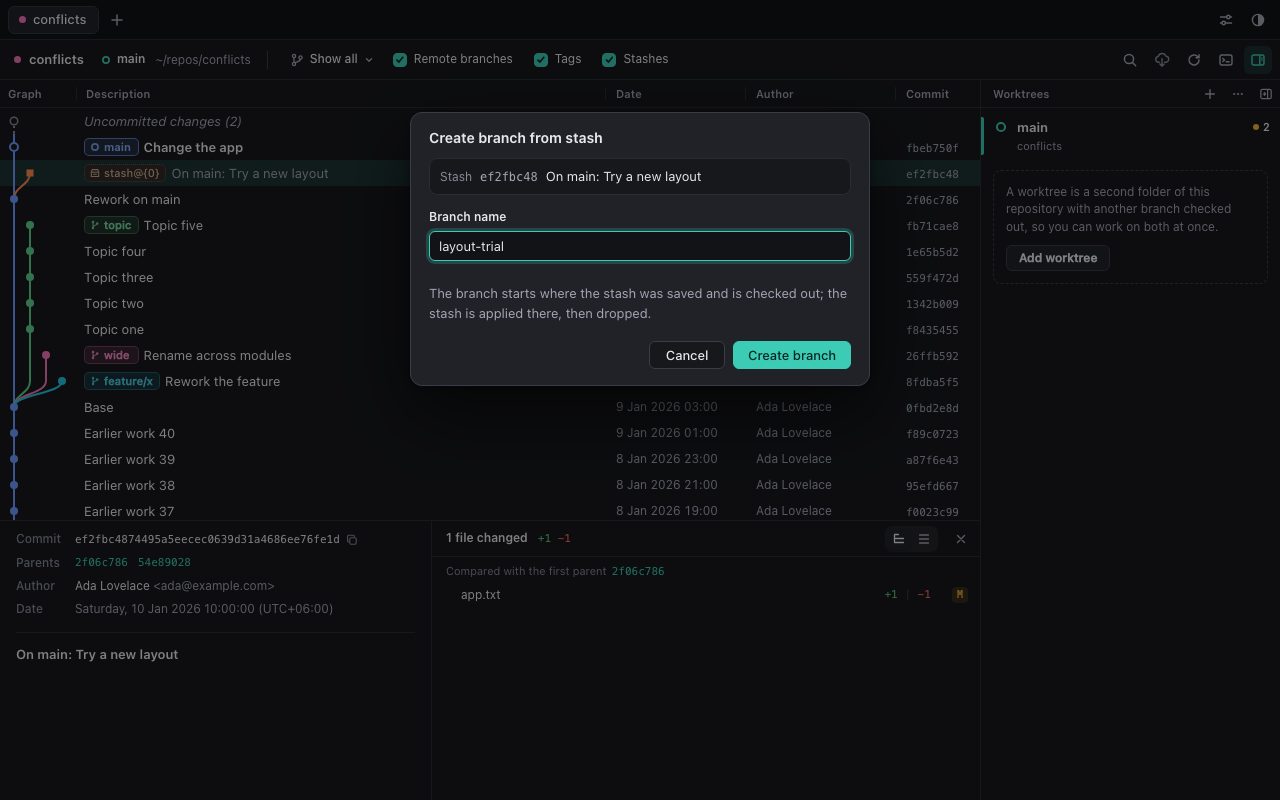 conflicts
conflicts main ~/repos/conflicts Show all Remote branches Tags Stashes
Graph Description Date Author Commit Worktrees
Uncommitted changes (2)
main Change the app fbeb750f
stash@{0} On main: Try a new layout ef2fbc48
Rework on main 2f06c786
topic Topic five fb71cae8
Topic four 1e65b5d2
Topic three 559f472d
Topic two 1342b009
Topic one f8435455
wide Rename across modules 26ffb592
feature/x Rework the feature 8fdba5f5
Base 9 Jan 2026 03:00 Ada Lovelace 0fbd2e8d
Earlier work 40 9 Jan 2026 01:00 Ada Lovelace f89c0723
Earlier work 39 8 Jan 2026 23:00 Ada Lovelace a87f6e43
Earlier work 38 8 Jan 2026 21:00 Ada Lovelace 95efd667
Earlier work 37 8 Jan 2026 19:00 Ada Lovelace f0023c99
Create branch from stash
Stash ef2fbc48 On main: Try a new layout
Branch name
layout-trial
The branch starts where the stash was saved and is checked out; the
stash is applied there, then dropped.
Cancel Create branch
main 2
conflicts
A worktree is a second folder of this
repository with another branch checked
out, so you can work on both at once.
Add worktree
Commit ef2fbc4874495a5eecec0639d31a4686ee76fe1d
Parents 2f06c786 54e89028
Author Ada Lovelace <ada@example.com>
Date Saturday, 10 Jan 2026 10:00:00 (UTC+06:00)
On main: Try a new layout
1 file changed +1 −1
Compared with the first parent 2f06c786
app.txt +1 −1 M